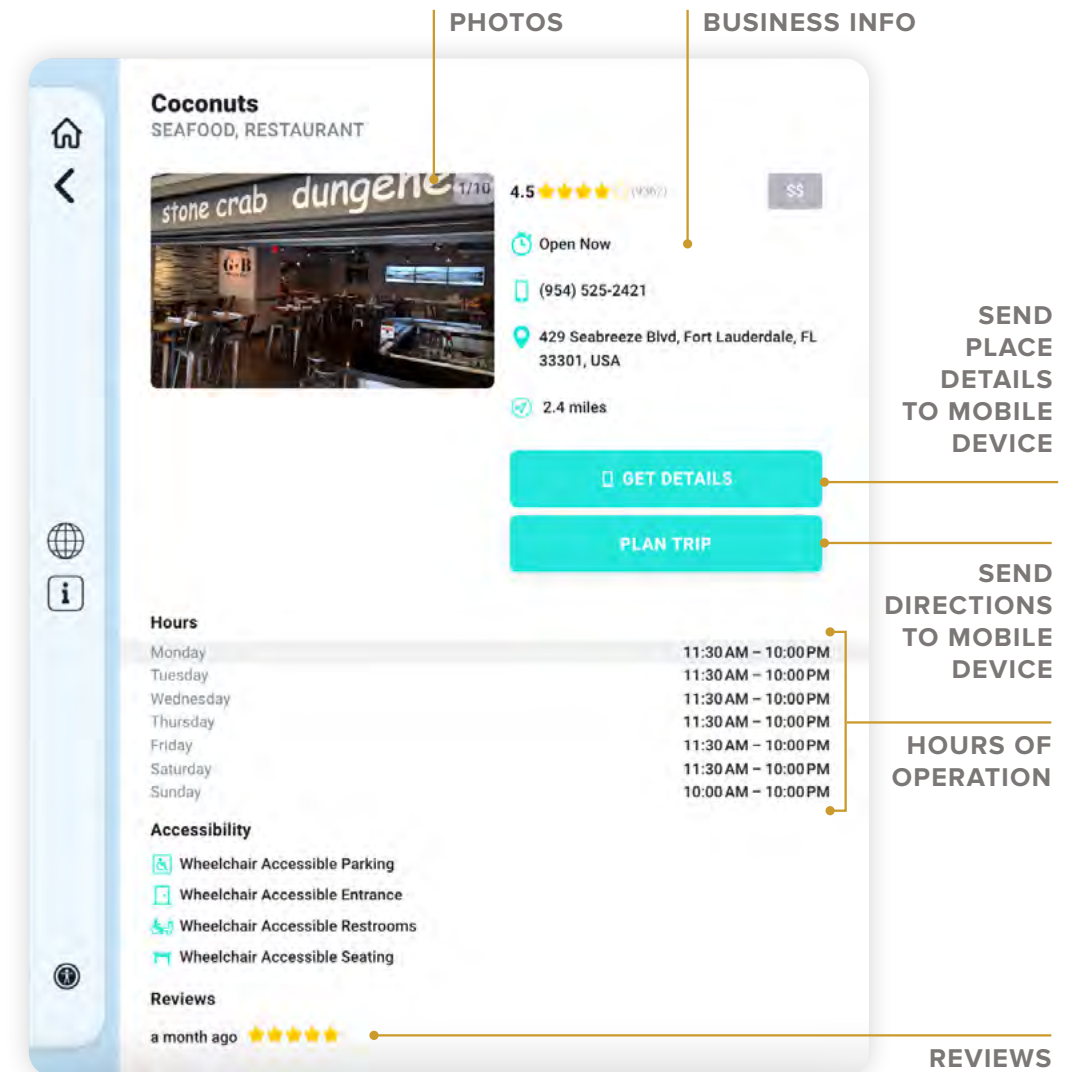 PHOTOS
BUSINESS INFO
Coconuts
SEAFOOD, RESTAURANT
stone crab dungene
1/10
G&B
4.5 (9362)
$$
Open Now
(954) 525-2421
429 Seabreeze Blvd, Fort Lauderdale, FL
33301, USA
2.4 miles
GET DETAILS
PLAN TRIP
SEND
PLACE
DETAILS
TO MOBILE
DEVICE
SEND
DIRECTIONS
TO MOBILE
DEVICE
Hours
Monday 11:30 AM – 10:00 PM
Tuesday 11:30 AM – 10:00 PM
Wednesday 11:30 AM – 10:00 PM
Thursday 11:30 AM – 10:00 PM
Friday 11:30 AM – 10:00 PM
Saturday 11:30 AM – 10:00 PM
Sunday 10:00 AM – 10:00 PM
HOURS OF
OPERATION
Accessibility
Wheelchair Accessible Parking
Wheelchair Accessible Entrance
Wheelchair Accessible Restrooms
Wheelchair Accessible Seating
Reviews
a month ago
REVIEWS